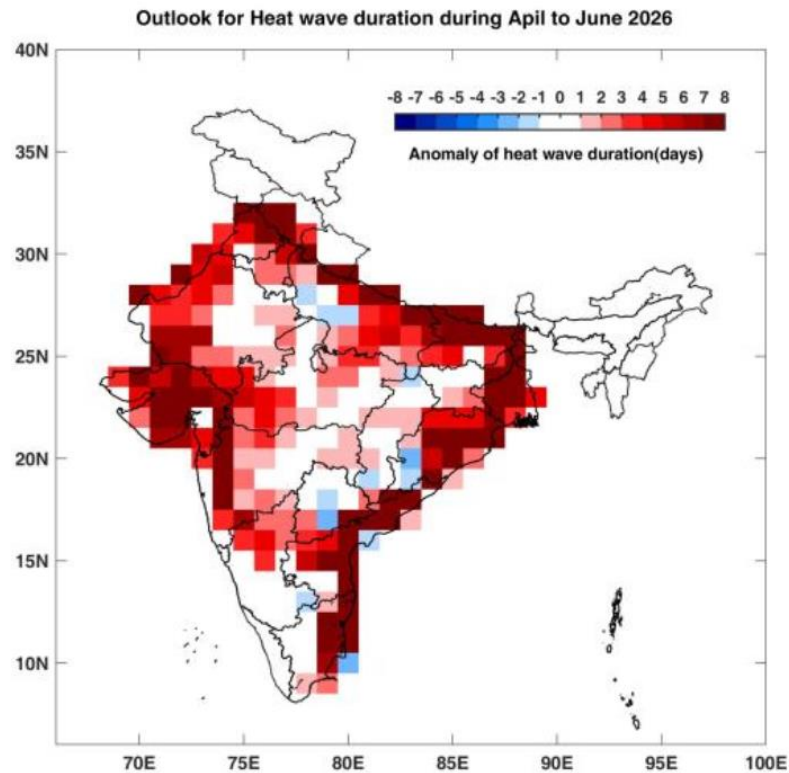 Outlook for Heat wave duration during Apil to June 2026
40N
-8 -7 -6 -5 -4 -3 -2 -1 0 1 2 3 4 5 6 7 8
Anomaly of heat wave duration(days)
35N
30N
25N
20N
15N
10N
70E 75E 80E 85E 90E 95E 100E